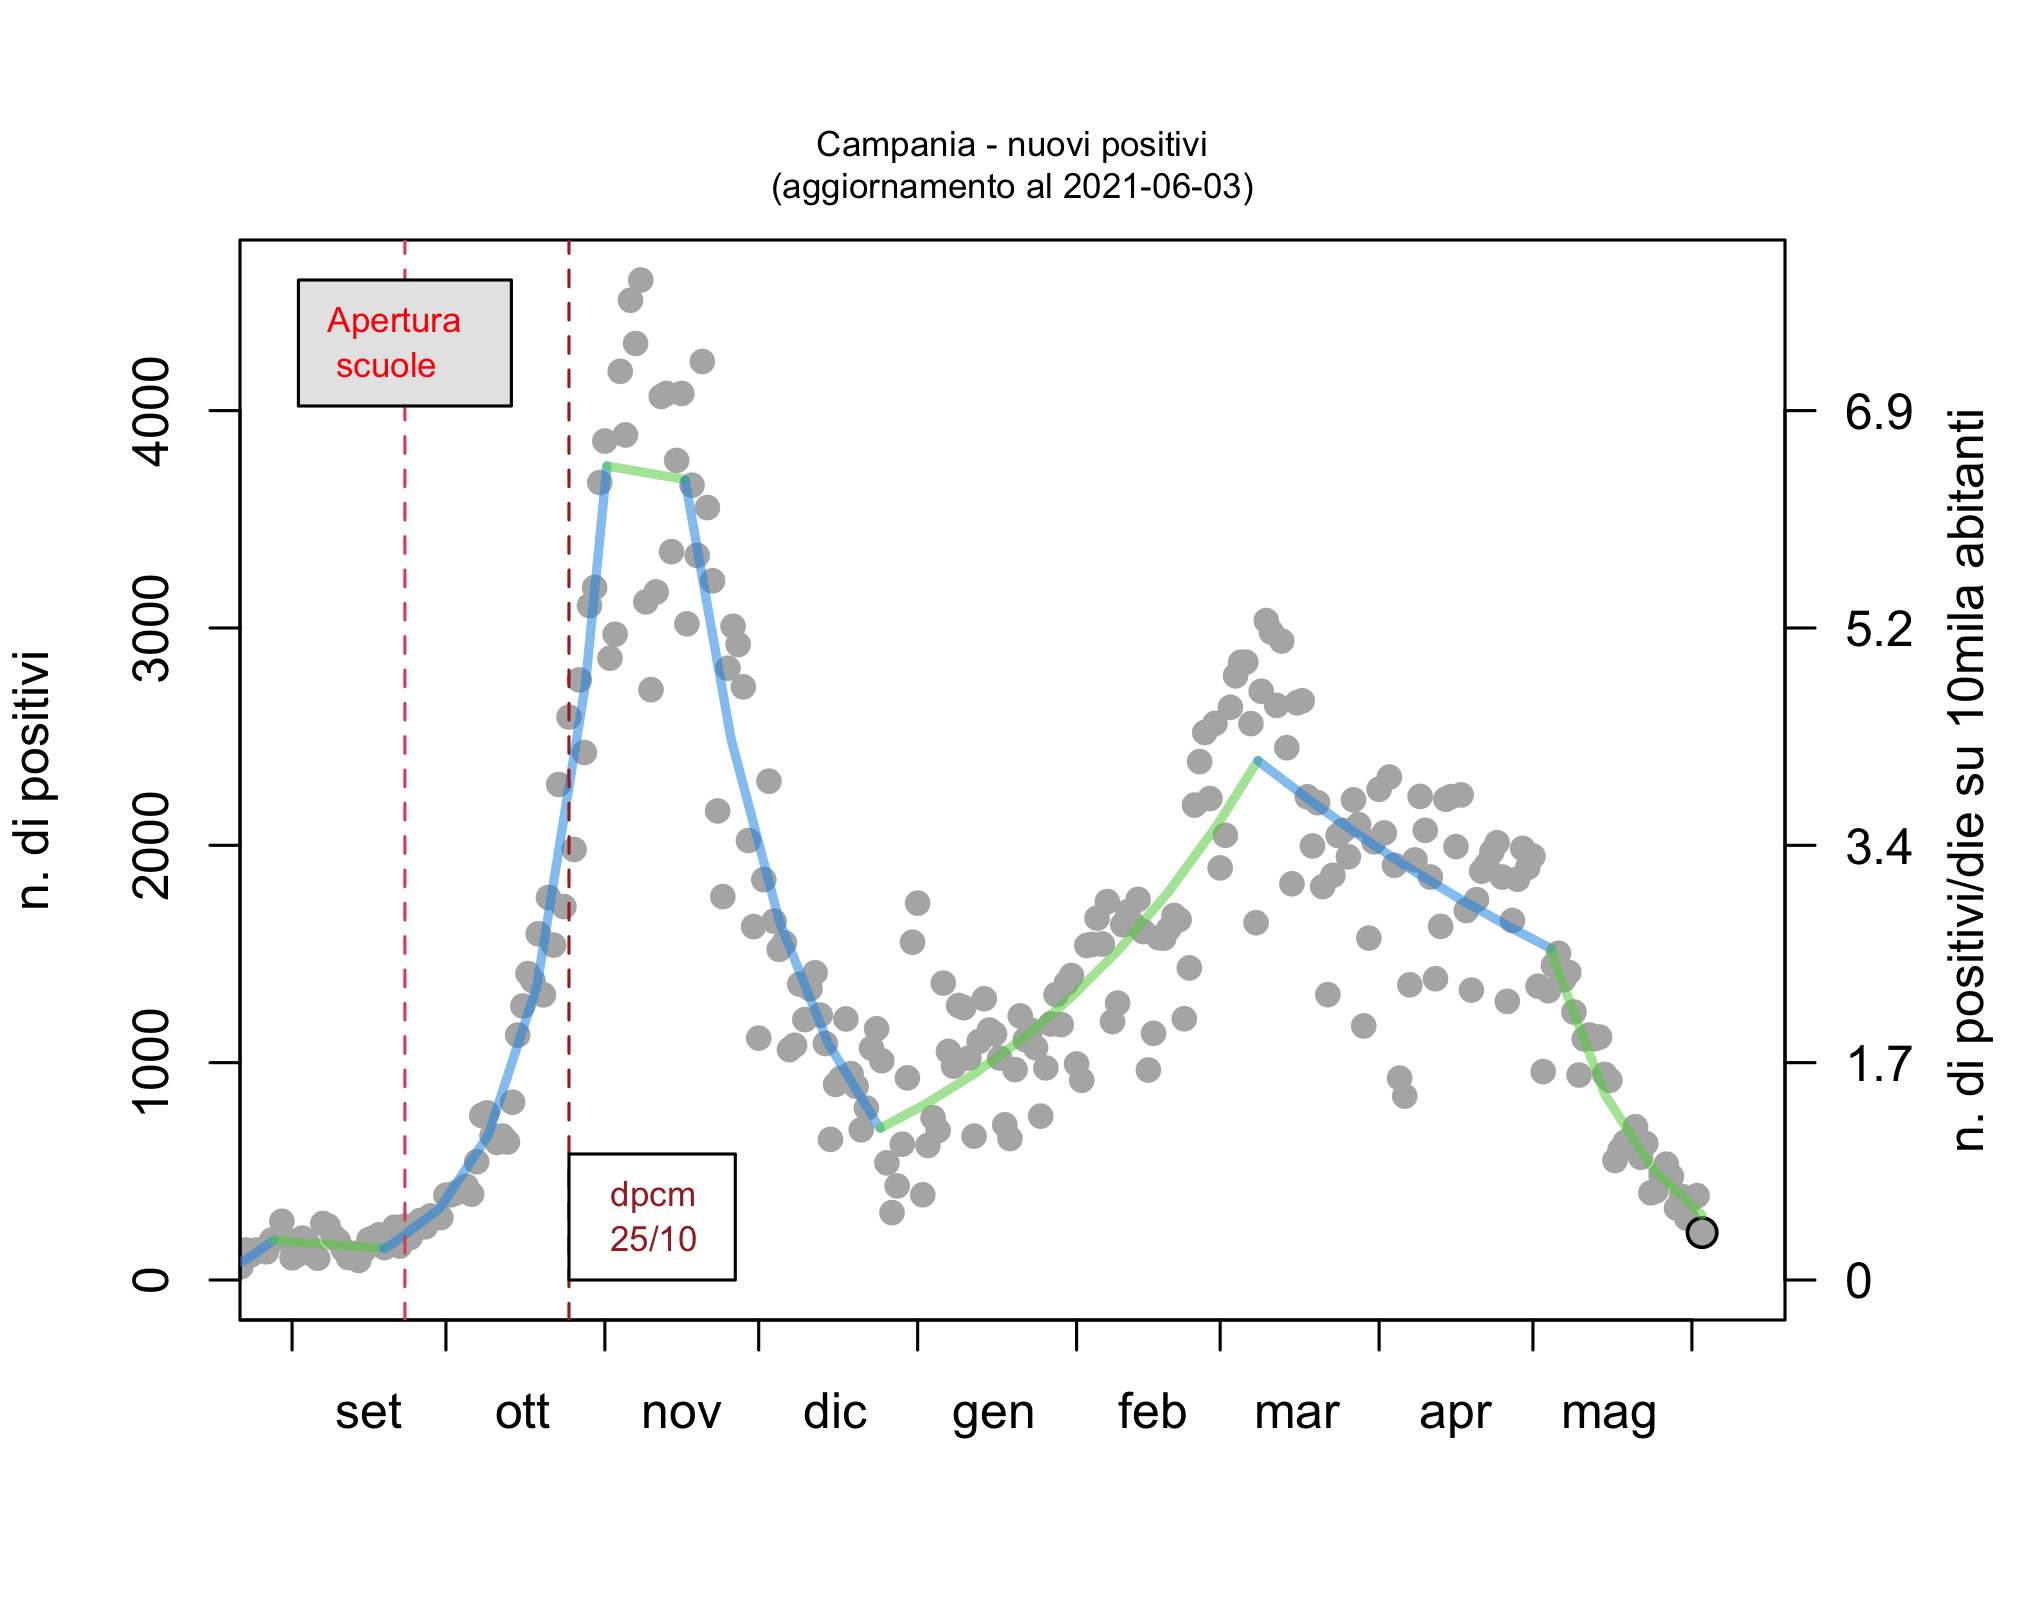 Campania - nuovi positivi
(aggiornamento al 2021-06-03)
Apertura
scuole
dpcm
25/10
n. di positivi
4000
3000
2000
1000
0
6.9
5.2
3.4
1.7
0
n. di positivi/die su 10mila abitanti
set ott nov dic gen feb mar apr mag